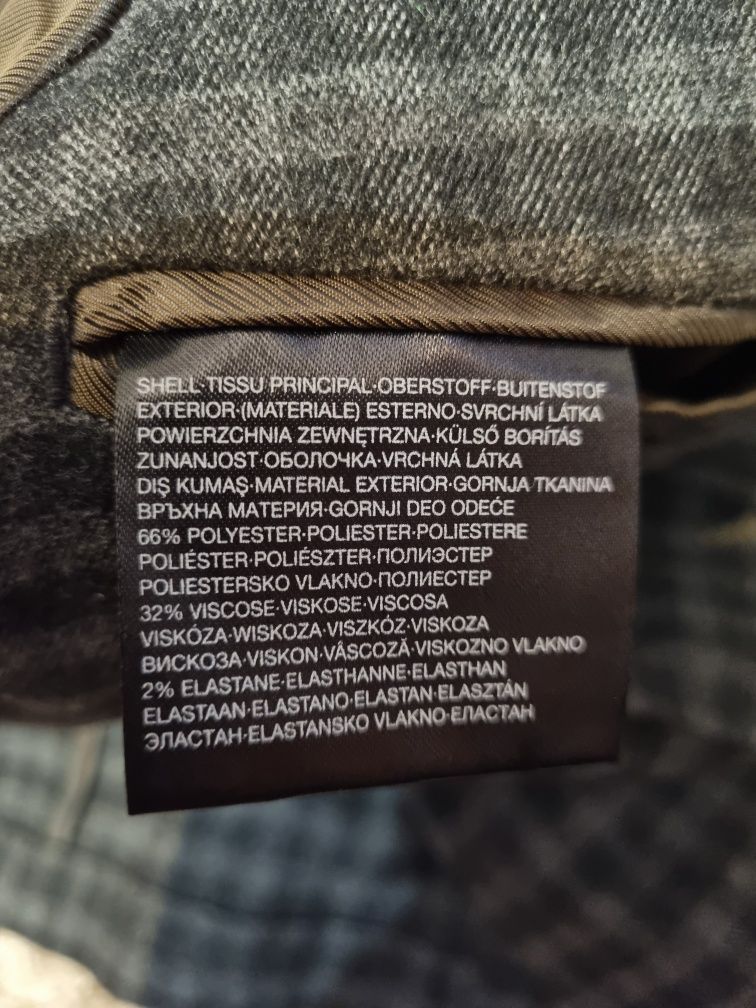 SHELL·TISSU PRINCIPAL·OBERSTOFF·BUITENSTOF
EXTERIOR·(MATERIALE) ESTERNO·SVRCHNÍ LÁTKA
POWIERZCHNIA ZEWNĘTRZNA·KÜLSŐ BORÍTÁS
ZUNANJOST·ОБОЛОЧКА·VRCHNÁ LÁTKA
DIŞ KUMAŞ·MATERIAL EXTERIOR·GORNJA TKANINA
ВРЪХНА МАТЕРИЯ·GORNJI DEO ODEĆE
66% POLYESTER·POLIESTER·POLIESTERE
POLIÉSTER·POLIÉSZTER·ПОЛИЭСТЕР
POLIESTERSKO VLAKNO·ПОЛИЕСТЕР
32% VISCOSE·VISKOSE·VISCOSA
VISKÓZA·WISKOZA·VISZKÓZ·VISKOZA
ВИСКОЗА·VISKON·VÂSCOZĂ·VISKOZNO VLAKNO
2% ELASTANE·ELASTHANNE·ELASTHAN
ELASTAAN·ELASTANO·ELASTAN·ELASZTÁN
ЭЛАСТАН·ELASTANSKO VLAKNO·ЕЛАСТАН